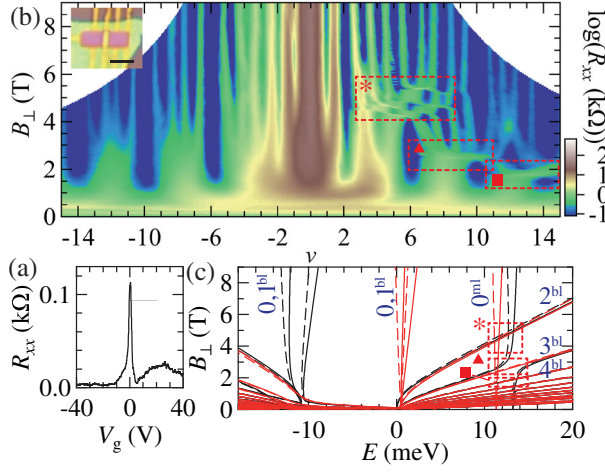 (b)
B⊥ (T)
8
6
4
2
0
*
-14 -10 -6 -2 2 6 10 15
ν
log(Rxx (kΩ))
2
1
0
-1
(a)
Rxx (kΩ)
0.1
0.0
-40 0 40
Vg (V)
(c)
B⊥ (T)
8
6
4
2
0
0,1bl
0,1bl
0ml
2bl
3bl
4bl
*
-10 0 10 20
E (meV)